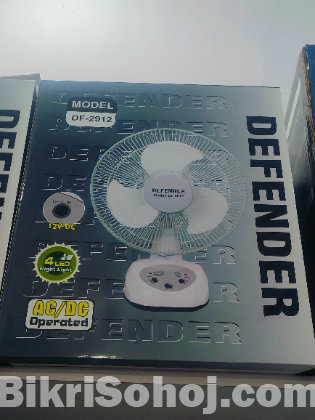 MODEL
DF-2912
DEFENDER
DEFENDER
DEFENDER
DEFENDER
DEFENDER
12V DC
4 LED
Night Light
AC/DC
Operated
DEFENDER
DEFENDER
BikriSohoj.com